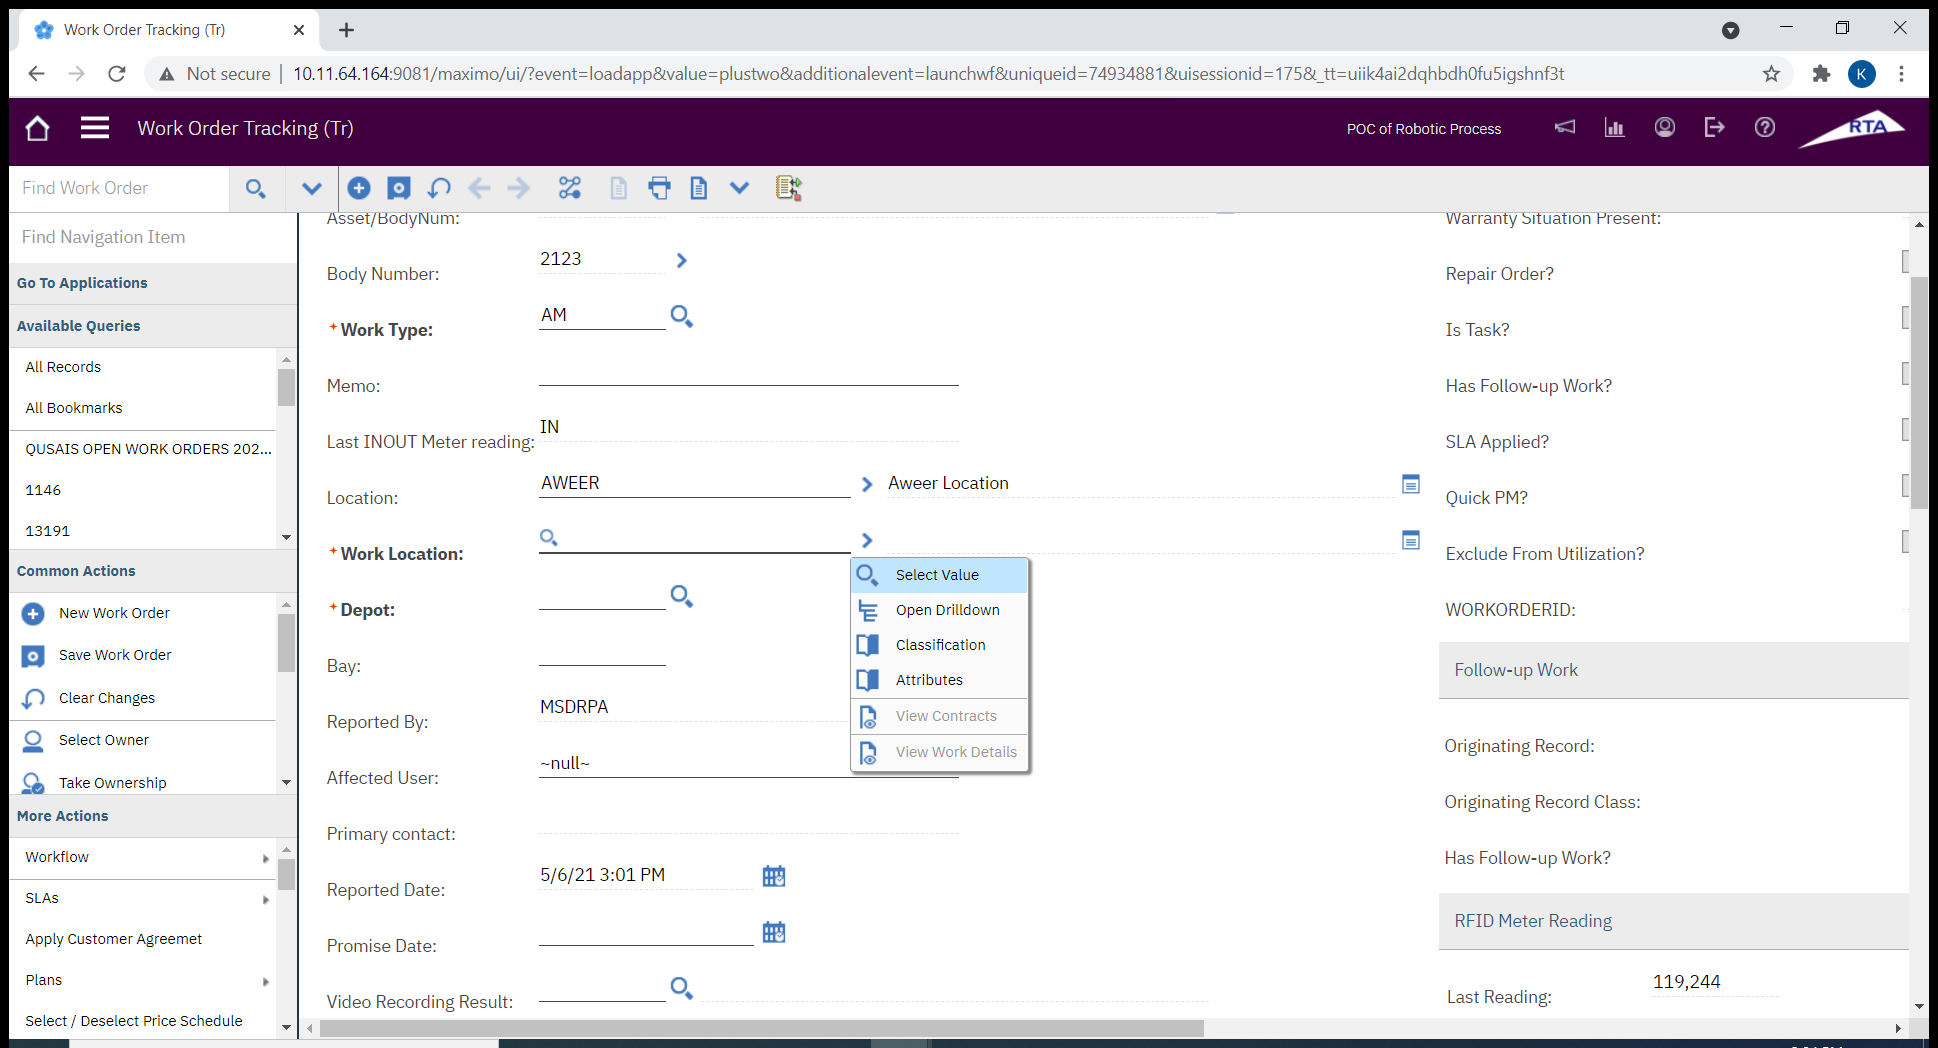 Work Order Tracking (Tr)
Not secure | 10.11.64.164:9081/maximo/ui/?event=loadapp&value=plustwo&additionalevent=launchwf&uniqueid=74934881&uisessionid=175&_tt=uiik4ai2dqhbdh0fu5igshnf3t
K
Work Order Tracking (Tr)
POC of Robotic Process
RTA
Find Work Order
Find Navigation Item
Go To Applications
Available Queries
All Records
All Bookmarks
QUSAIS OPEN WORK ORDERS 202...
1146
13191
Common Actions
New Work Order
Save Work Order
Clear Changes
Select Owner
Take Ownership
More Actions
Workflow
SLAs
Apply Customer Agreemet
Plans
Select / Deselect Price Schedule
Asset/BodyNum:
Body Number: 2123
*Work Type: AM
Memo:
Last INOUT Meter reading: IN
Location: AWEER Aweer Location
*Work Location:
*Depot:
Bay:
Reported By: MSDRPA
Affected User: ~null~
Primary contact:
Reported Date: 5/6/21 3:01 PM
Promise Date:
Video Recording Result:
Select Value
Open Drilldown
Classification
Attributes
View Contracts
View Work Details
Warranty Situation Present:
Repair Order?
Is Task?
Has Follow-up Work?
SLA Applied?
Quick PM?
Exclude From Utilization?
WORKORDERID:
Follow-up Work
Originating Record:
Originating Record Class:
Has Follow-up Work?
RFID Meter Reading
Last Reading: 119,244